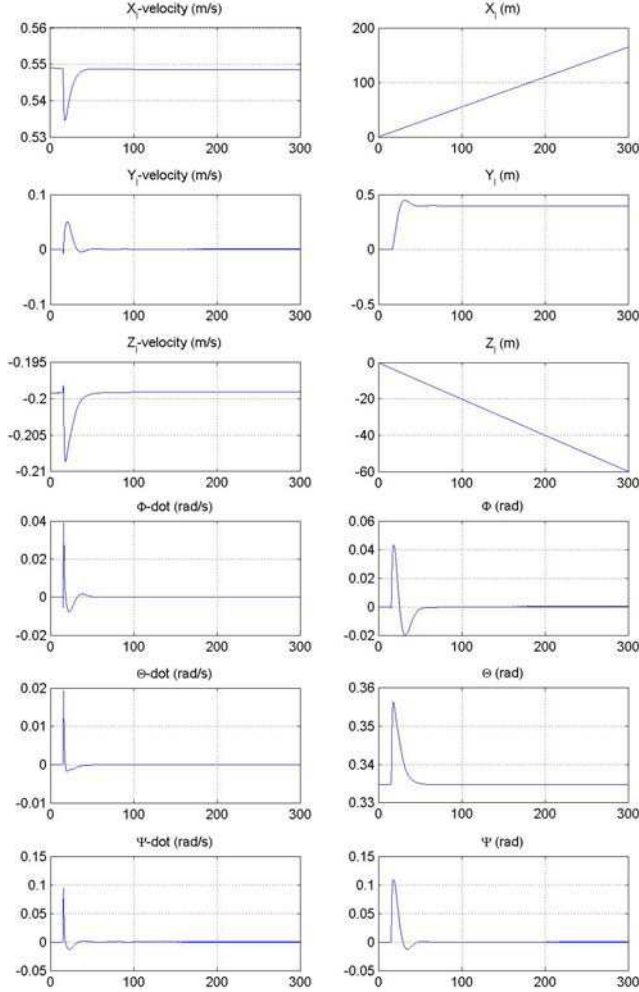 X_I-velocity (m/s)
X_I (m)
0.56
0.55
0.54
0.53
0 100 200 300
200
100
0
0 100 200 300
Y_I-velocity (m/s)
Y_I (m)
0.1
0
-0.1
0 100 200 300
0.5
0
-0.5
0 100 200 300
Z_I-velocity (m/s)
Z_I (m)
-0.195
-0.2
-0.205
-0.21
0 100 200 300
0
-20
-40
-60
0 100 200 300
Φ-dot (rad/s)
Φ (rad)
0.04
0.02
0
-0.02
0 100 200 300
0.06
0.04
0.02
0
-0.02
0 100 200 300
Θ-dot (rad/s)
Θ (rad)
0.02
0.01
0
-0.01
0 100 200 300
0.36
0.35
0.34
0.33
0 100 200 300
Ψ-dot (rad/s)
Ψ (rad)
0.15
0.1
0.05
0
-0.05
0 100 200 300
0.15
0.1
0.05
0
-0.05
0 100 200 300